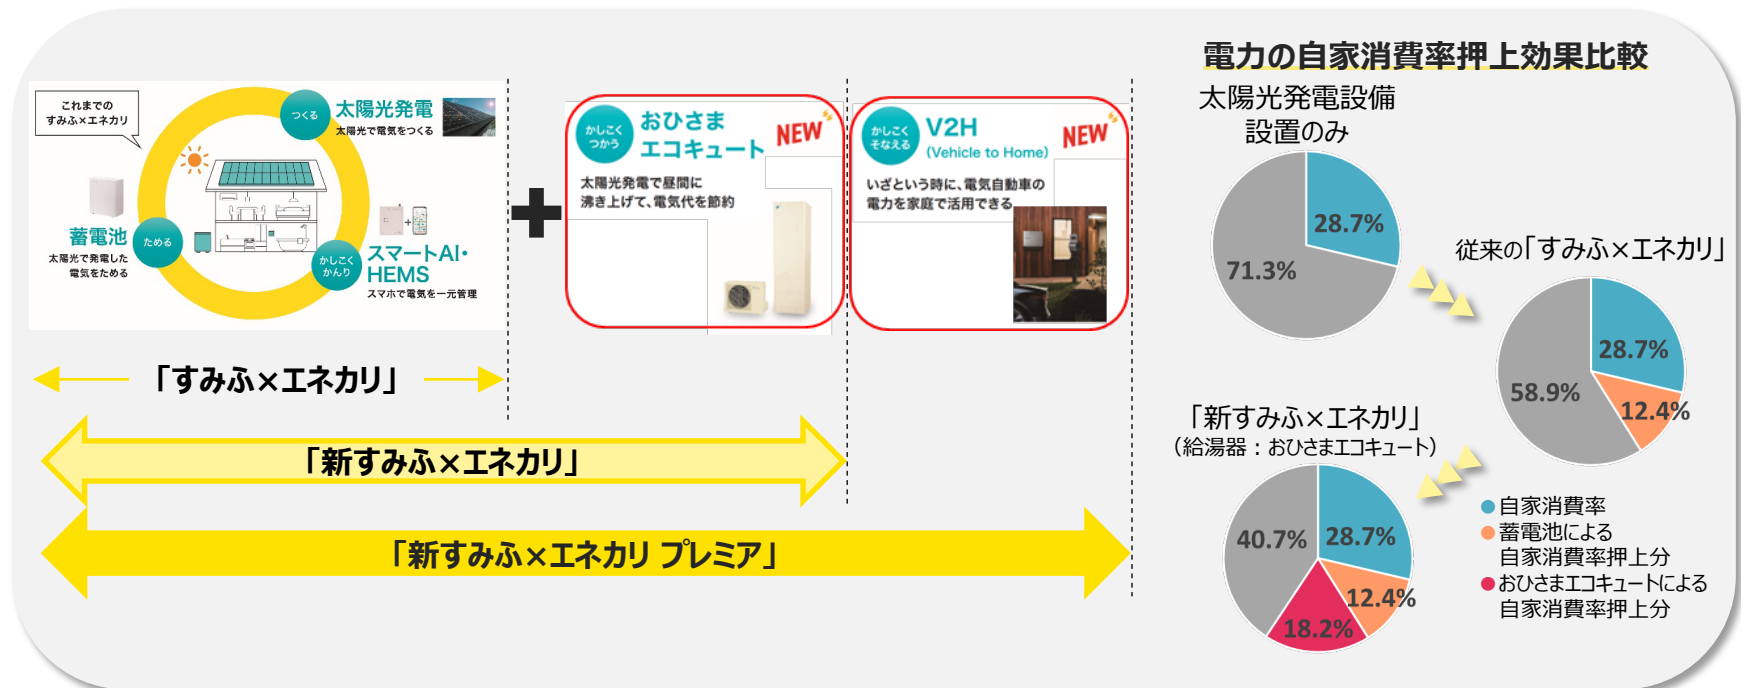 これまでの
すみふ×エネカリ
つくる
太陽光発電
太陽光で電気をつくる
蓄電池
太陽光で発電した
電気をためる
ためる
かしこく
かんり
スマートAI・
HEMS
スマホで電気を一元管理
かしこく
つかう
おひさま
エコキュート
NEW
太陽光発電で昼間に
沸き上げて、電気代を節約
かしこく
そなえる
V2H
(Vehicle to Home)
NEW
いざという時に、電気自動車の
電力を家庭で活用できる
「すみふ×エネカリ」
「新すみふ×エネカリ」
「新すみふ×エネカリ プレミア」
電力の自家消費率押上効果比較
太陽光発電設備
設置のみ
28.7%
71.3%
従来の「すみふ×エネカリ」
28.7%
58.9%
12.4%
「新すみふ×エネカリ」
（給湯器：おひさまエコキュート）
40.7%
28.7%
12.4%
18.2%
自家消費率
蓄電池による
自家消費率押上分
おひさまエコキュートによる
自家消費率押上分